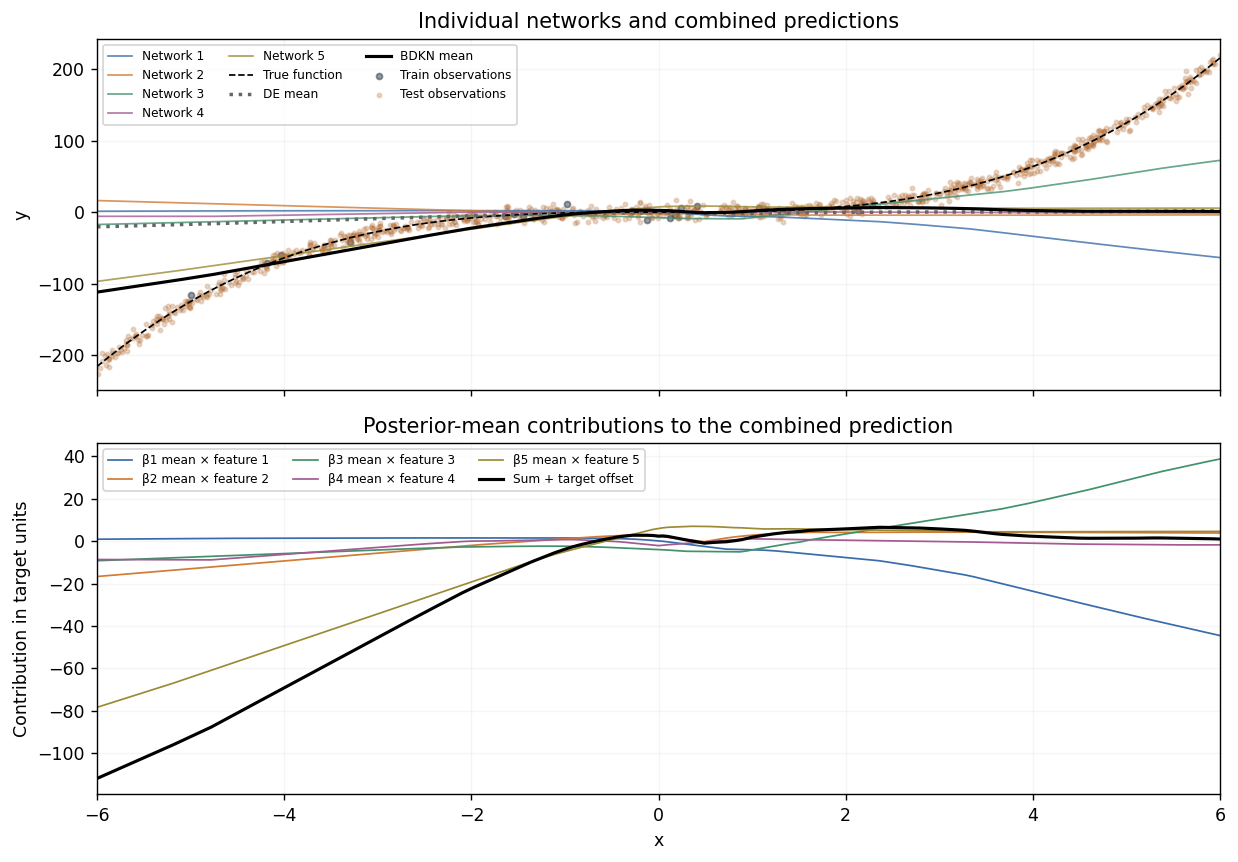 Individual networks and combined predictions
Network 1
Network 2
Network 3
Network 4
Network 5
True function
DE mean
BDKN mean
Train observations
Test observations
y
200
100
0
−100
−200
Posterior-mean contributions to the combined prediction
β1 mean × feature 1
β2 mean × feature 2
β3 mean × feature 3
β4 mean × feature 4
β5 mean × feature 5
Sum + target offset
Contribution in target units
40
20
0
−20
−40
−60
−80
−100
−6
−4
−2
0
2
4
6
x